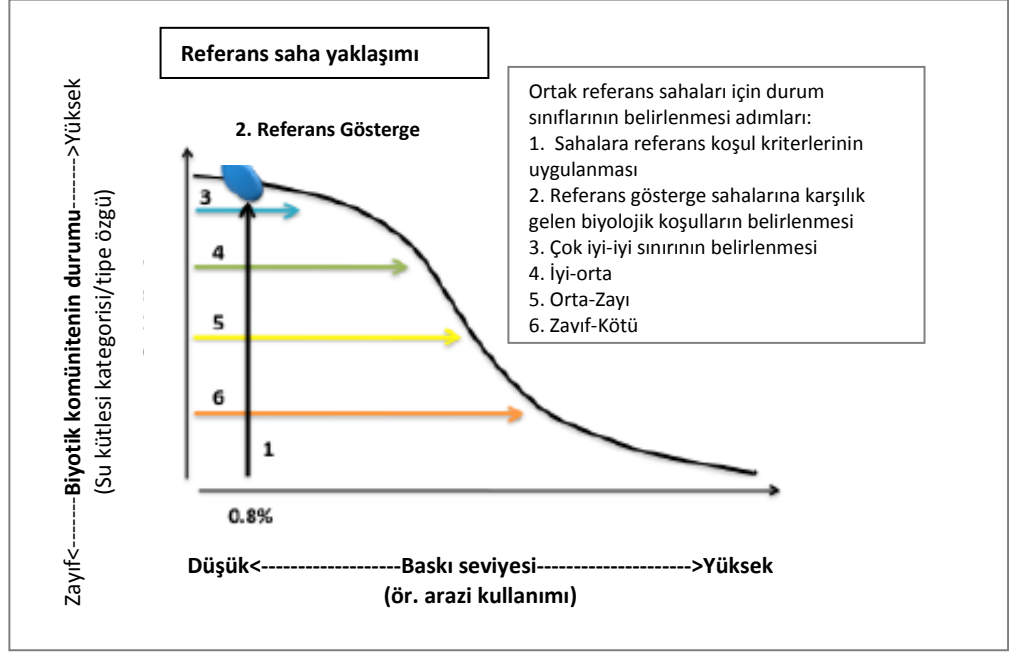 Referans saha yaklaşımı
Ortak referans sahaları için durum
sınıflarının belirlenmesi adımları:
1. Sahalara referans koşul kriterlerinin
uygulanması
2. Referans gösterge sahalarına karşılık
gelen biyolojik koşulların belirlenmesi
3. Çok iyi-iyi sınırının belirlenmesi
4. İyi-orta
5. Orta-Zayı
6. Zayıf-Kötü
2. Referans Gösterge
3
4
5
6
1
0.8%
Zayıf<-------Biyotik komünitenin durumu------->Yüksek
(Su kütlesi kategorisi/tipe özgü)
Düşük<-------------------Baskı seviyesi--------------------->Yüksek
(ör. arazi kullanımı)